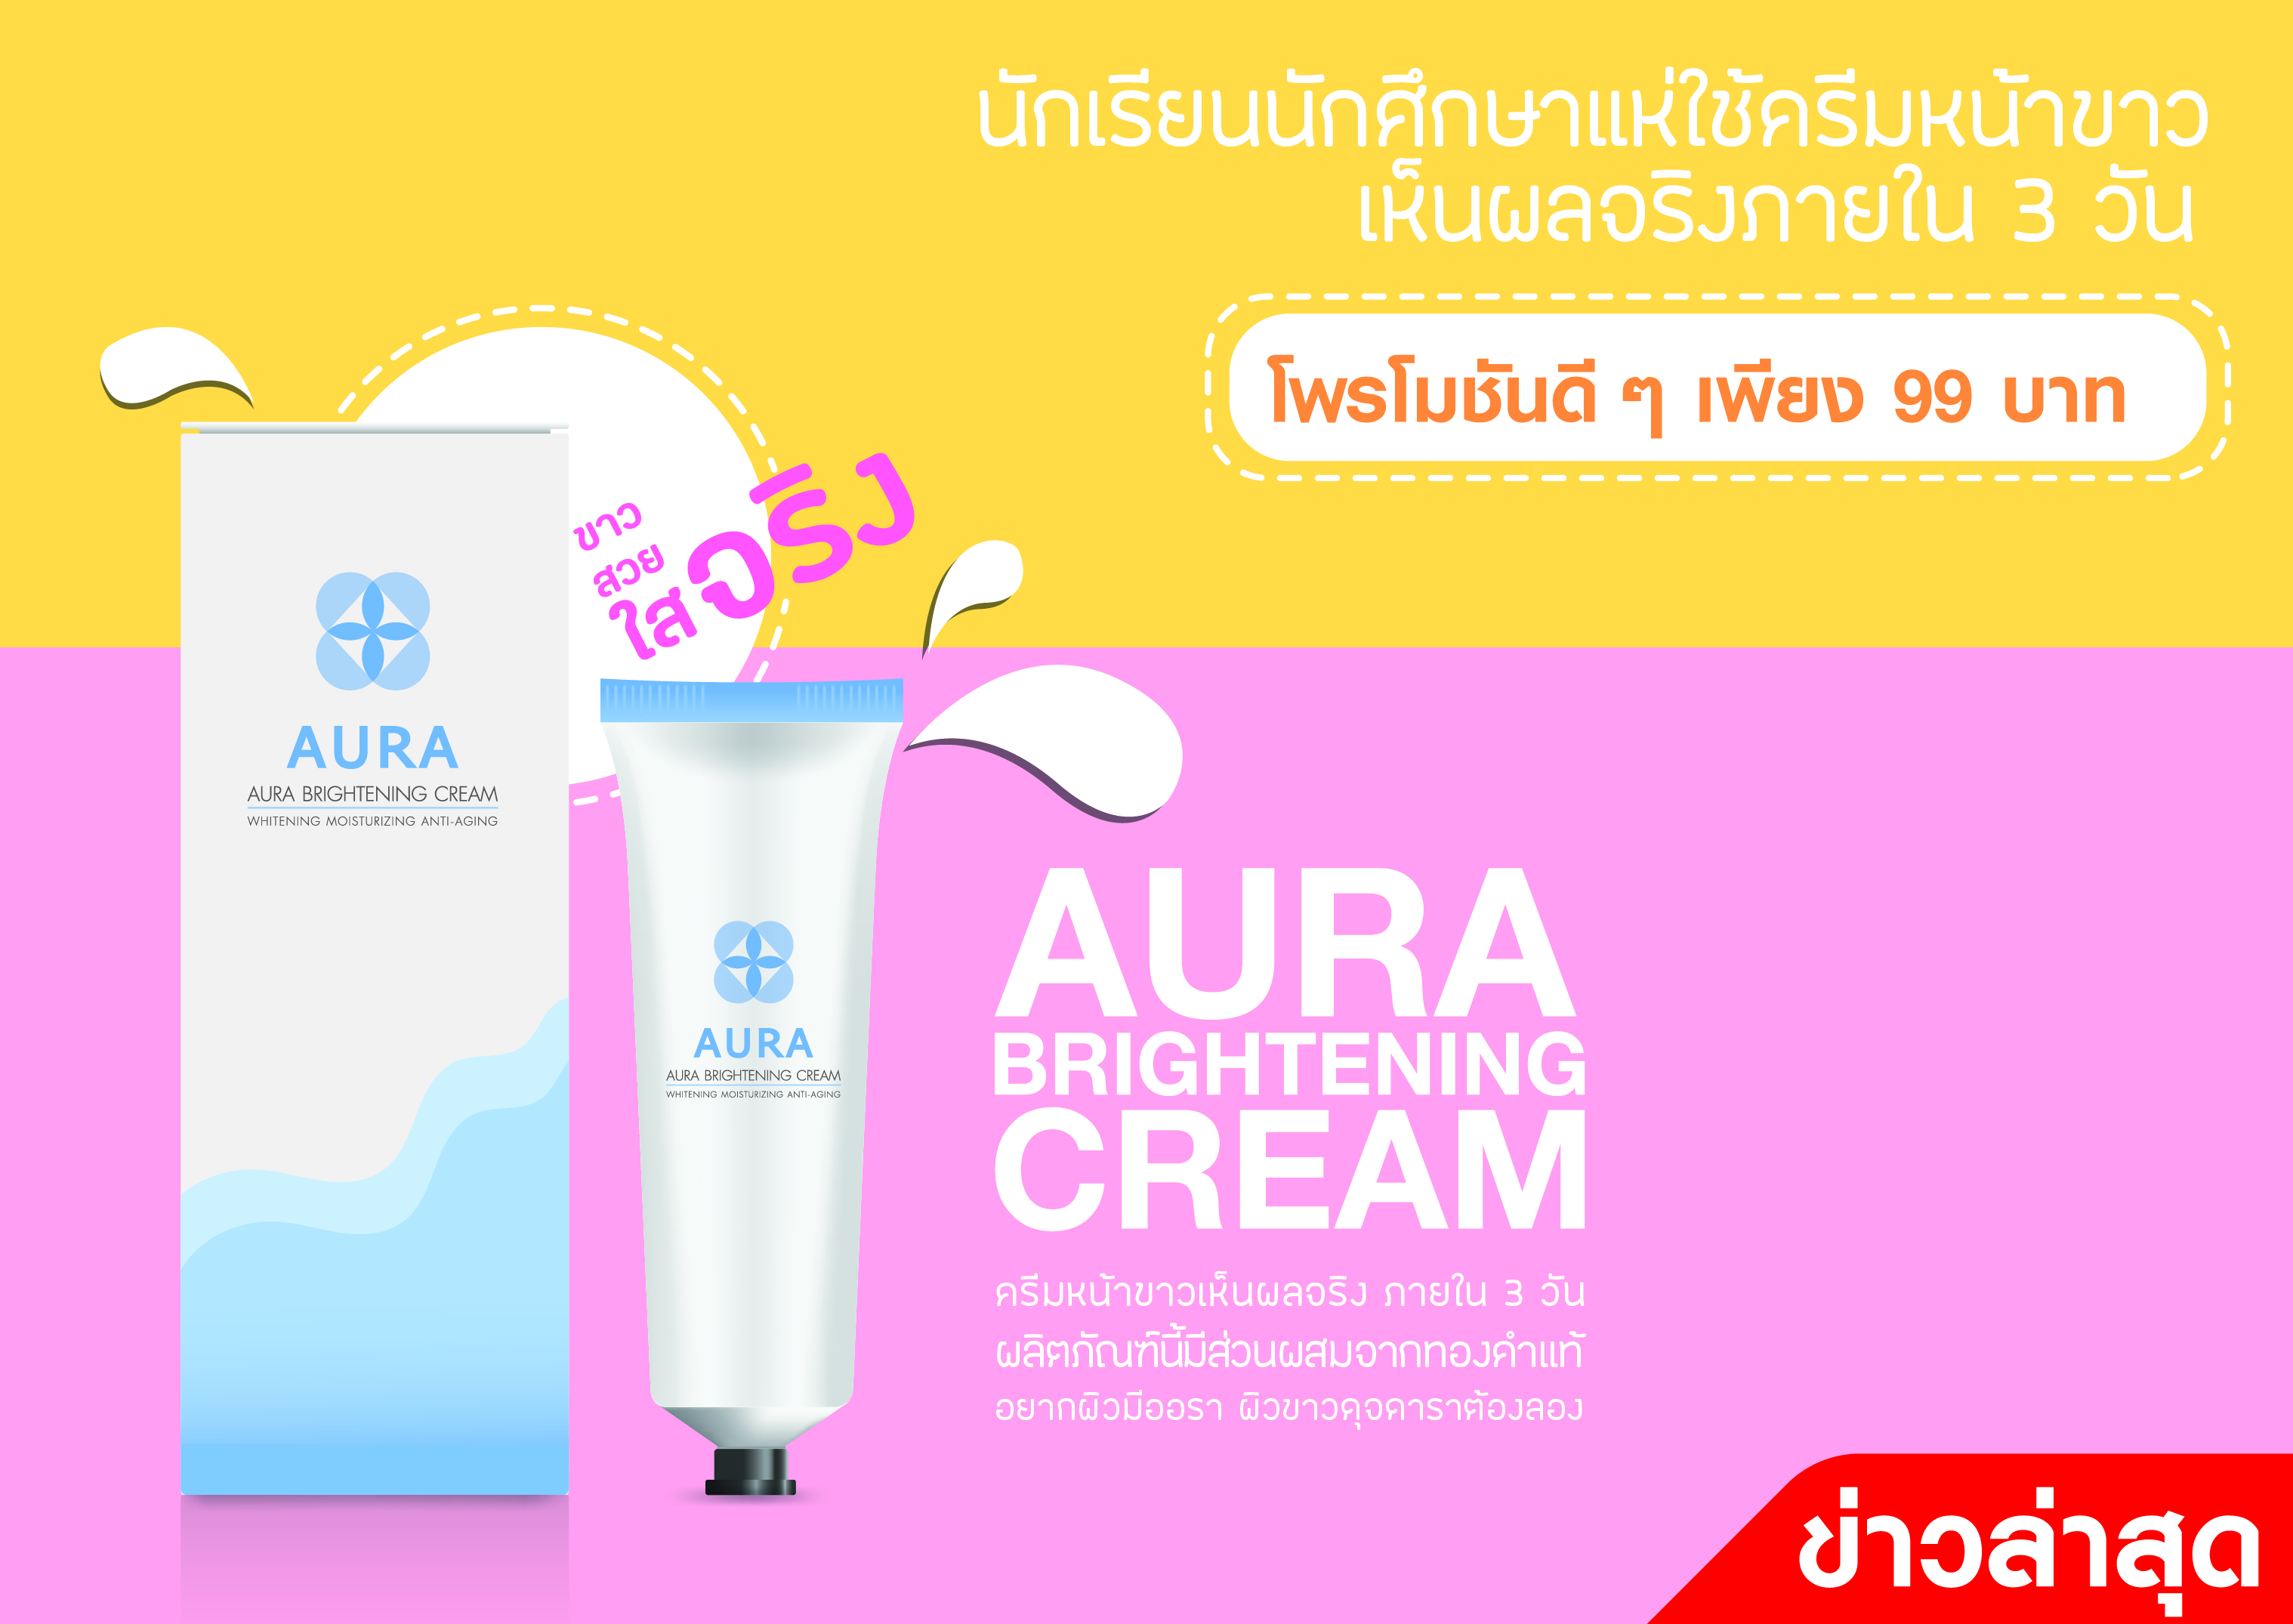 นักเรียนนักศึกษาแห่ใช้ครีมหน้าขาว
เห็นผลจริงภายใน 3 วัน
โพรโมชันดี ๆ เพียง 99 บาท
ขาว
สวย
ใสจริง
AURA
AURA BRIGHTENING CREAM
WHITENING MOISTURIZING ANTI-AGING
AURA
AURA BRIGHTENING CREAM
WHITENING MOISTURIZING ANTI-AGING
AURA
BRIGHTENING
CREAM
ครีมหน้าขาวเห็นผลจริง ภายใน 3 วัน
ผลิตภัณฑ์นี้มีส่วนผสมจากทองคำแท้
อยากผิวมีออรา ผิวขาวดุจดาราต้องลอง
ข่าวล่าสุด